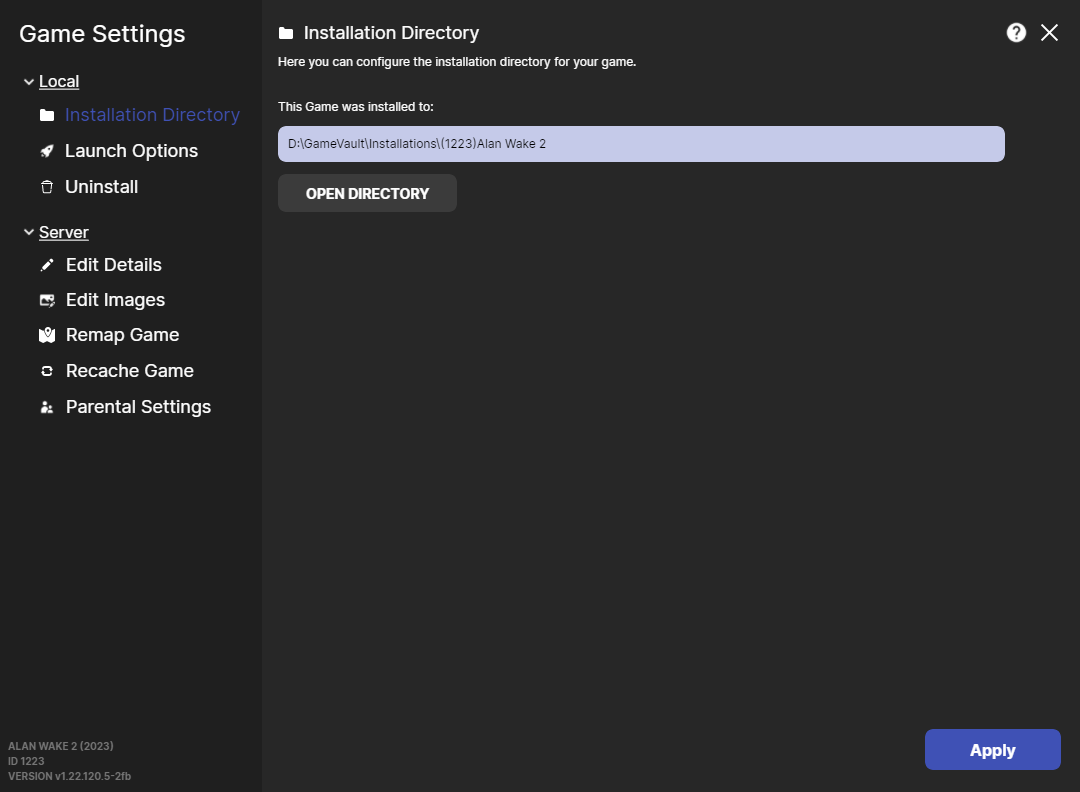 Game Settings
Local
Installation Directory
Launch Options
Uninstall
Server
Edit Details
Edit Images
Remap Game
Recache Game
Parental Settings
ALAN WAKE 2 (2023)
ID 1223
VERSION v1.22.120.5-2fb
Installation Directory
Here you can configure the installation directory for your game.
This Game was installed to:
D:\GameVault\Installations\(1223)Alan Wake 2
OPEN DIRECTORY
Apply